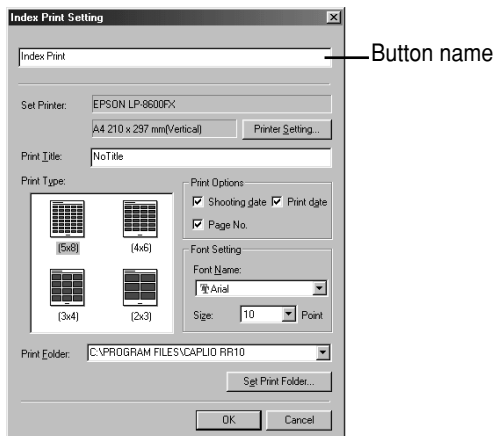 Index Print Setting
Index Print
Button name
Set Printer: EPSON LP-8600FX
A4 210 x 297 mm(Vertical) Printer Setting...
Print Title: NoTitle
Print Type:
(5x8) (4x6)
(3x4) (2x3)
Print Options
Shooting date Print date
Page No.
Font Setting
Font Name:
Arial
Size: 10 Point
Print Folder: C:\PROGRAM FILES\CAPLIO RR10
Set Print Folder...
OK Cancel